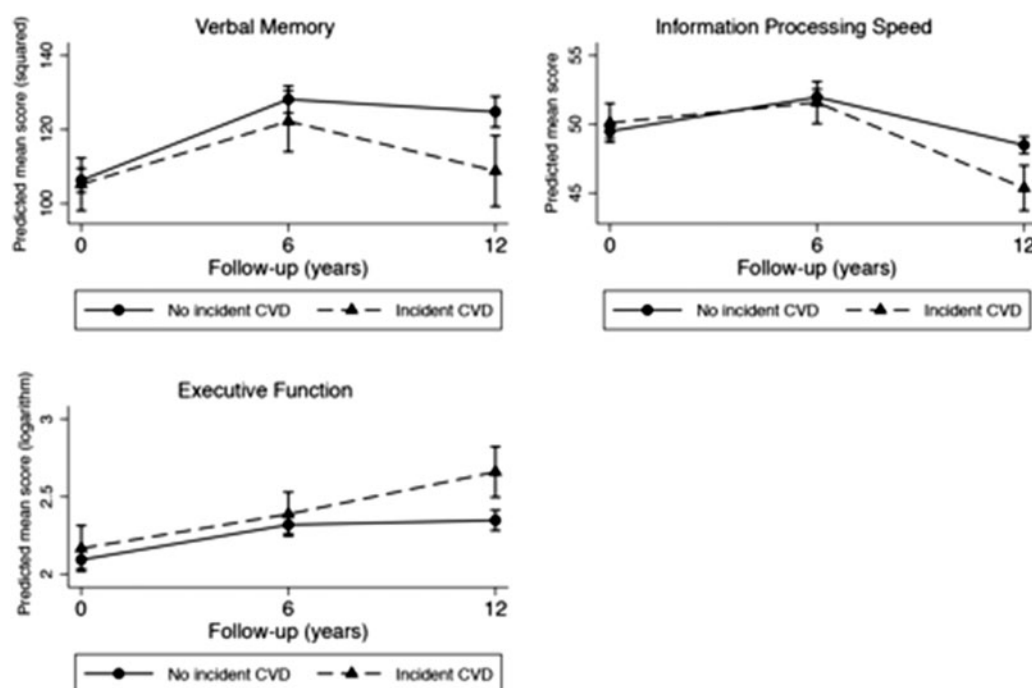 Verbal Memory
Predicted mean score (squared)
140
120
100
0 6 12
Follow-up (years)
No incident CVD Incident CVD
Information Processing Speed
Predicted mean score
55
50
45
0 6 12
Follow-up (years)
No incident CVD Incident CVD
Executive Function
Predicted mean score (logarithm)
3
2.5
2
0 6 12
Follow-up (years)
No incident CVD Incident CVD